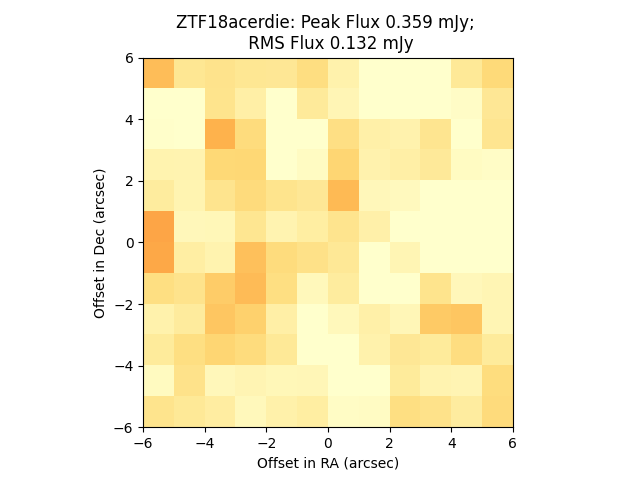 ZTF18acerdie: Peak Flux 0.359 mJy;
RMS Flux 0.132 mJy
6
4
2
0
−2
−4
−6
Offset in Dec (arcsec)
−6 −4 −2 0 2 4 6
Offset in RA (arcsec)